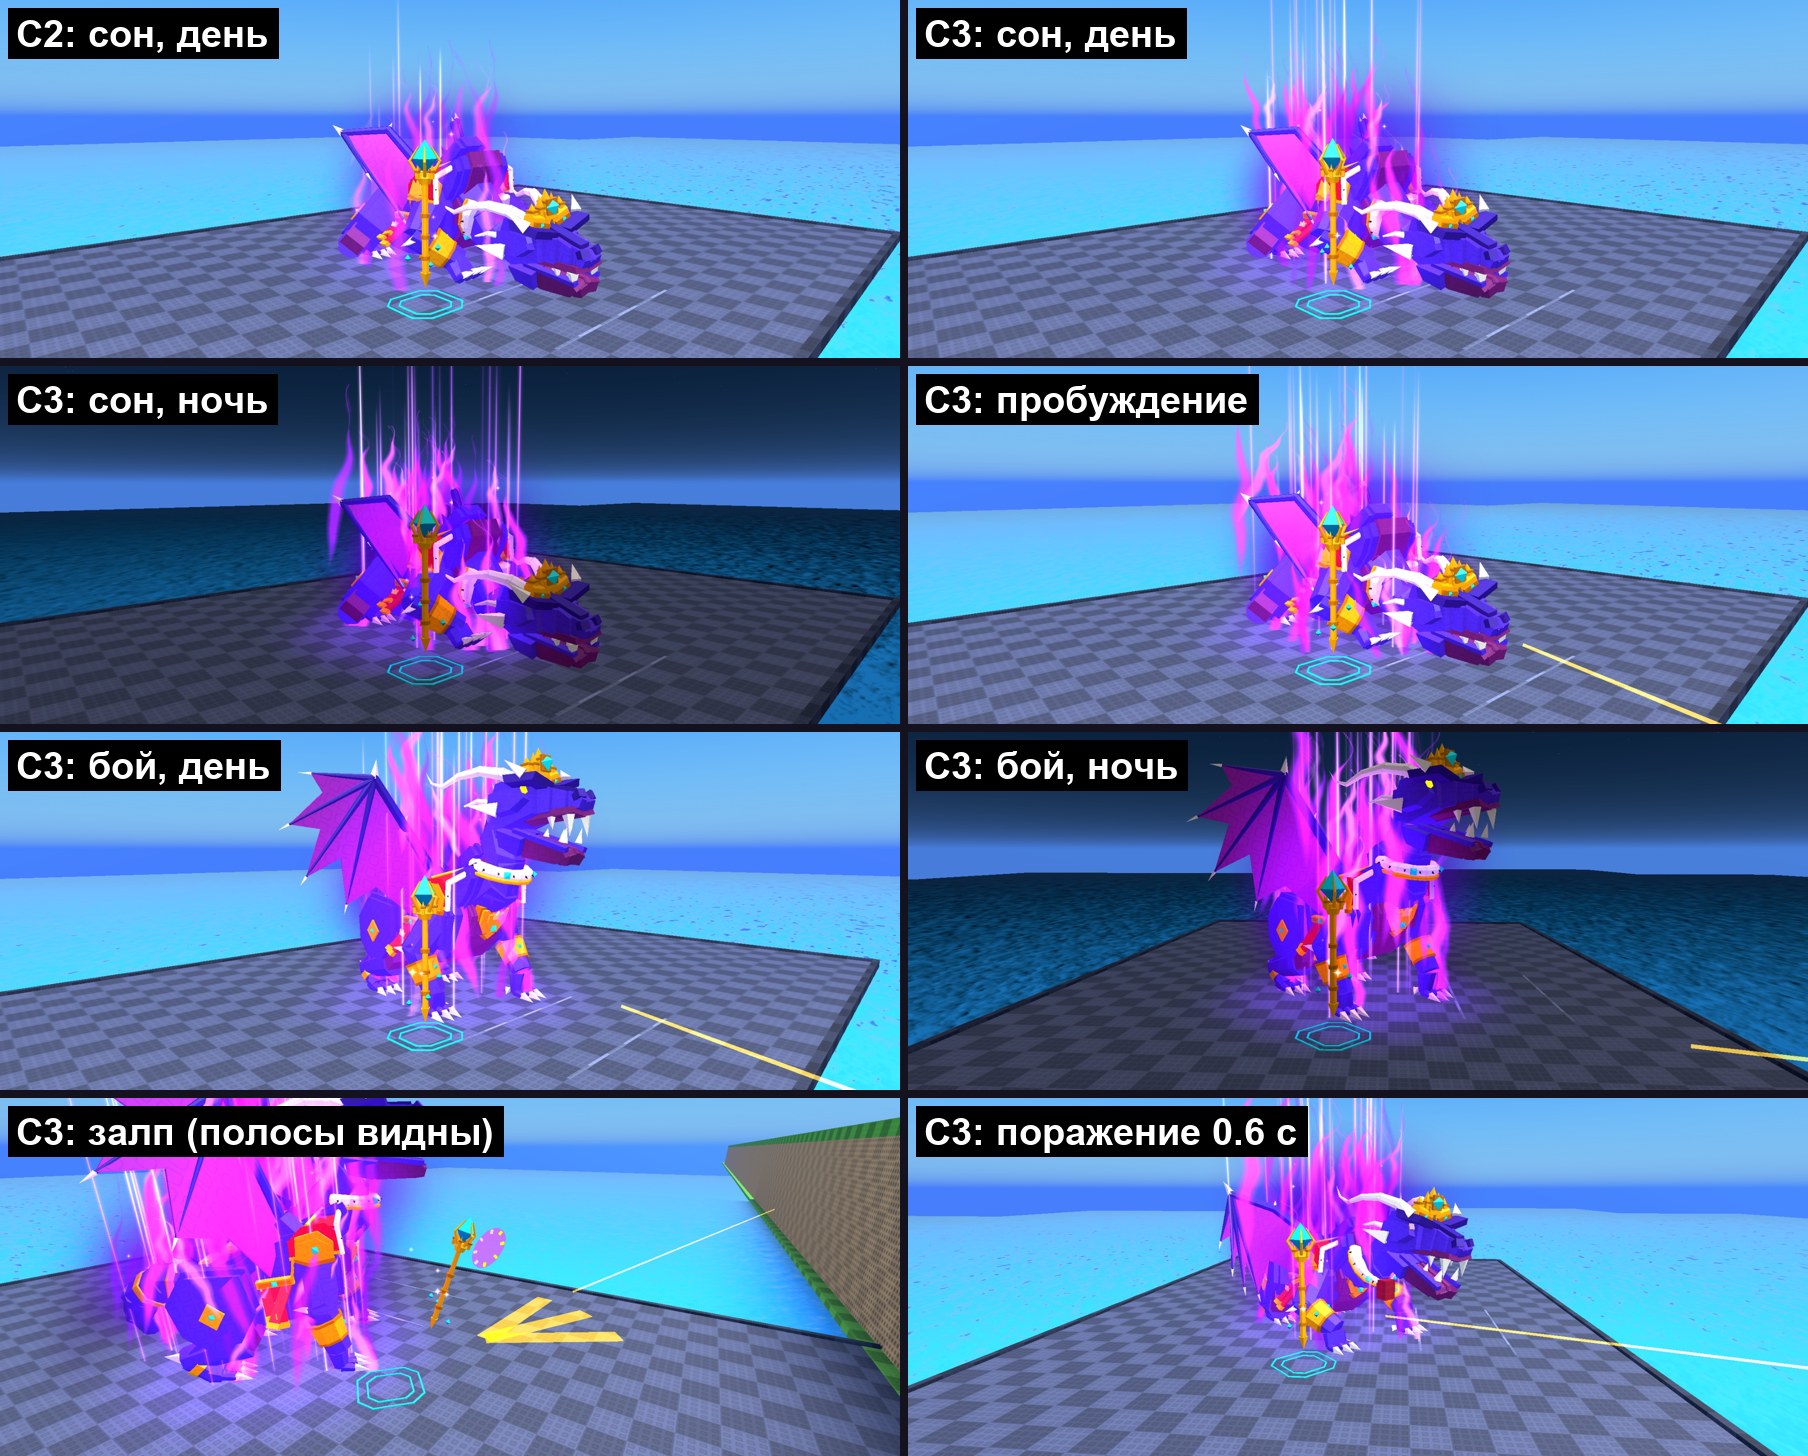 C2: сон, день
C3: сон, день
C3: сон, ночь
C3: пробуждение
C3: бой, день
C3: бой, ночь
C3: залп (полосы видны)
C3: поражение 0.6 с